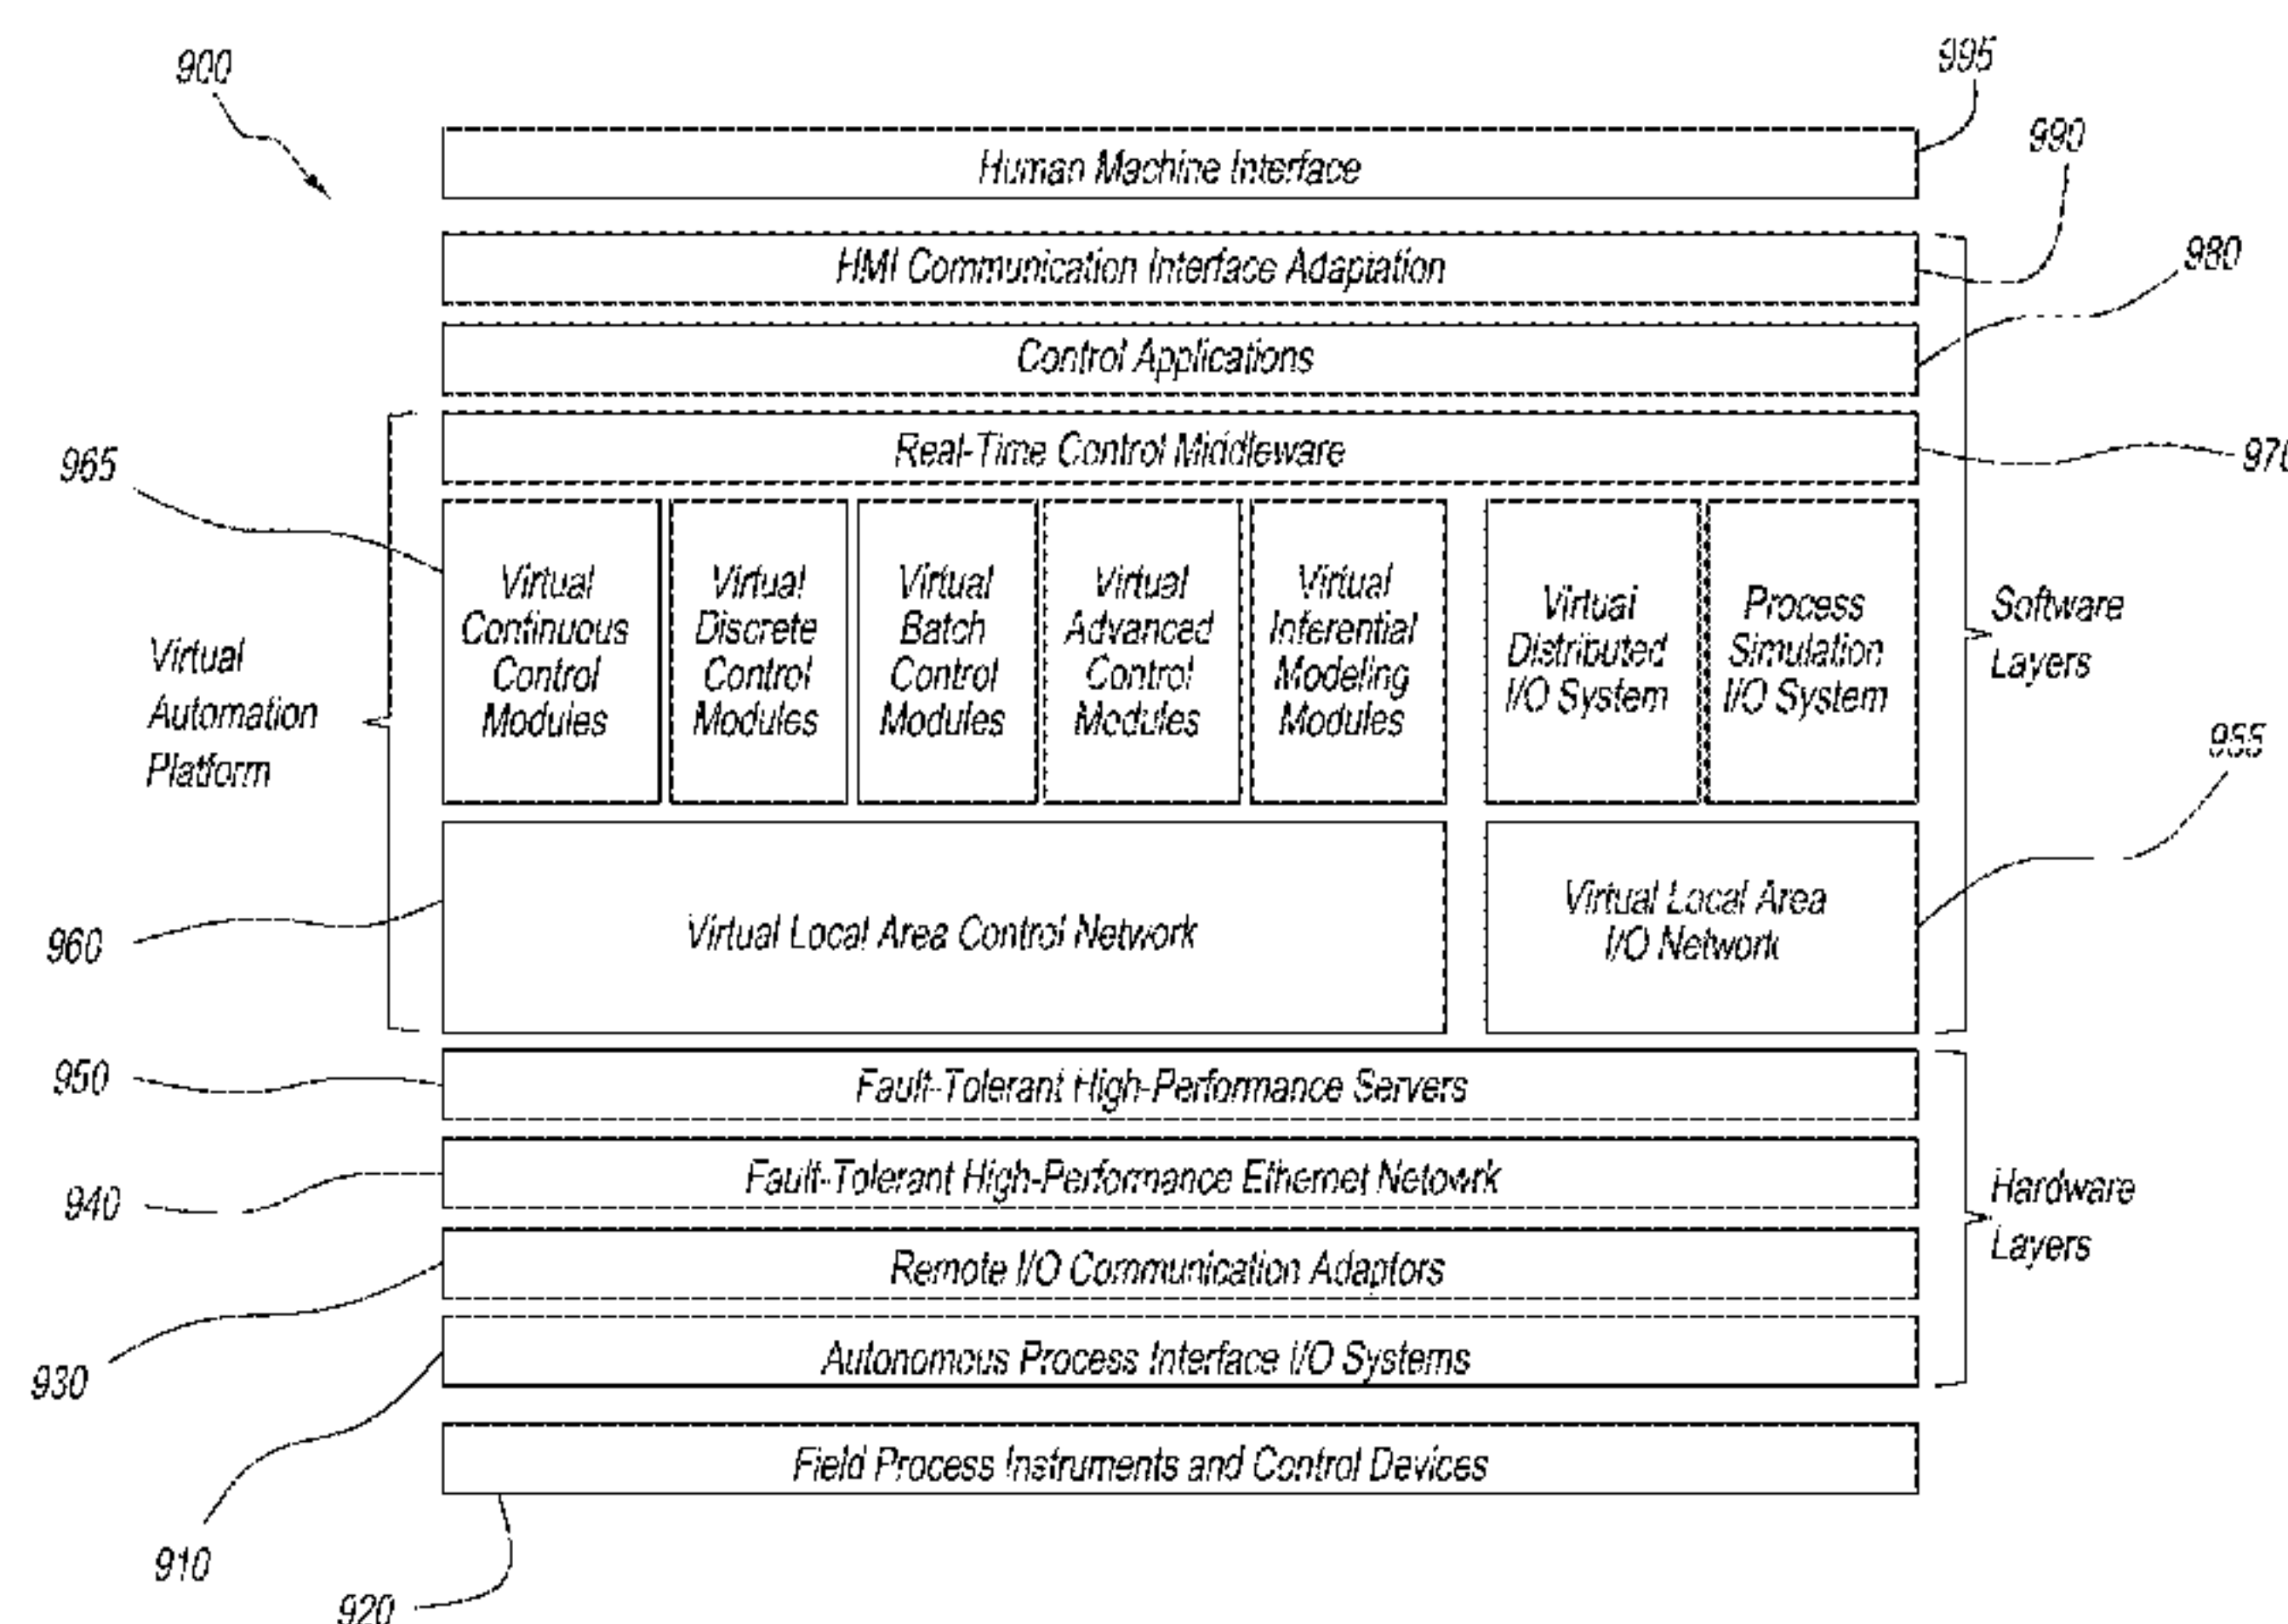 900
995
Human Machine Interface
990
HMI Communication Interface Adaptation
980
Control Applications
Real-Time Control Middleware
970
965
Virtual
Continuous
Control
Modules
Virtual
Discrete
Control
Modules
Virtual
Batch
Control
Modules
Virtual
Advanced
Control
Modules
Virtual
Inferential
Modeling
Modules
Virtual
Distributed
I/O System
Process
Simulation
I/O System
Software
Layers
Virtual
Automation
Platform
955
960
Virtual Local Area Control Network
Virtual Local Area
I/O Network
950
Fault-Tolerant High-Performance Servers
940
Fault-Tolerant High-Performance Ethernet Netowrk
Hardware
Layers
930
Remote I/O Communication Adaptors
Autonomous Process Interface I/O Systems
910
Field Process Instruments and Control Devices
920